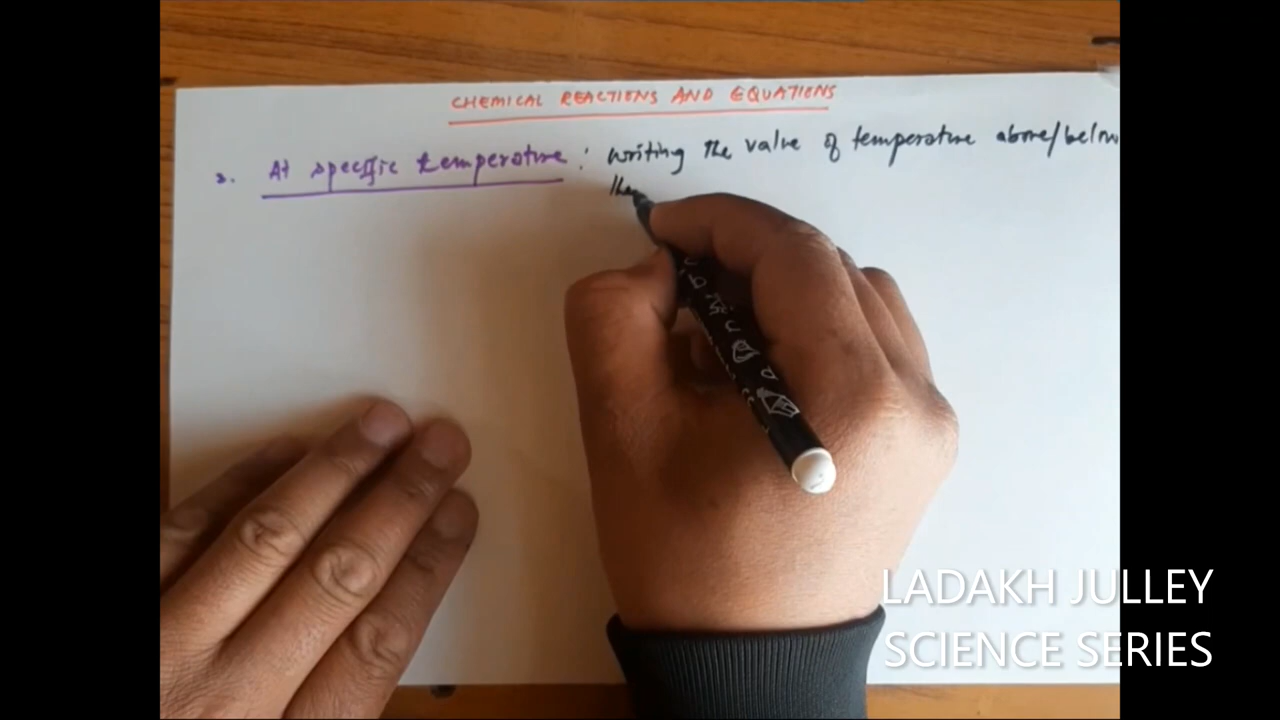 CHEMICAL REACTIONS AND EQUATIONS
2. At specific temperature : Writing the value of temperature above/below
the
LADAKH JULLEY
SCIENCE SERIES